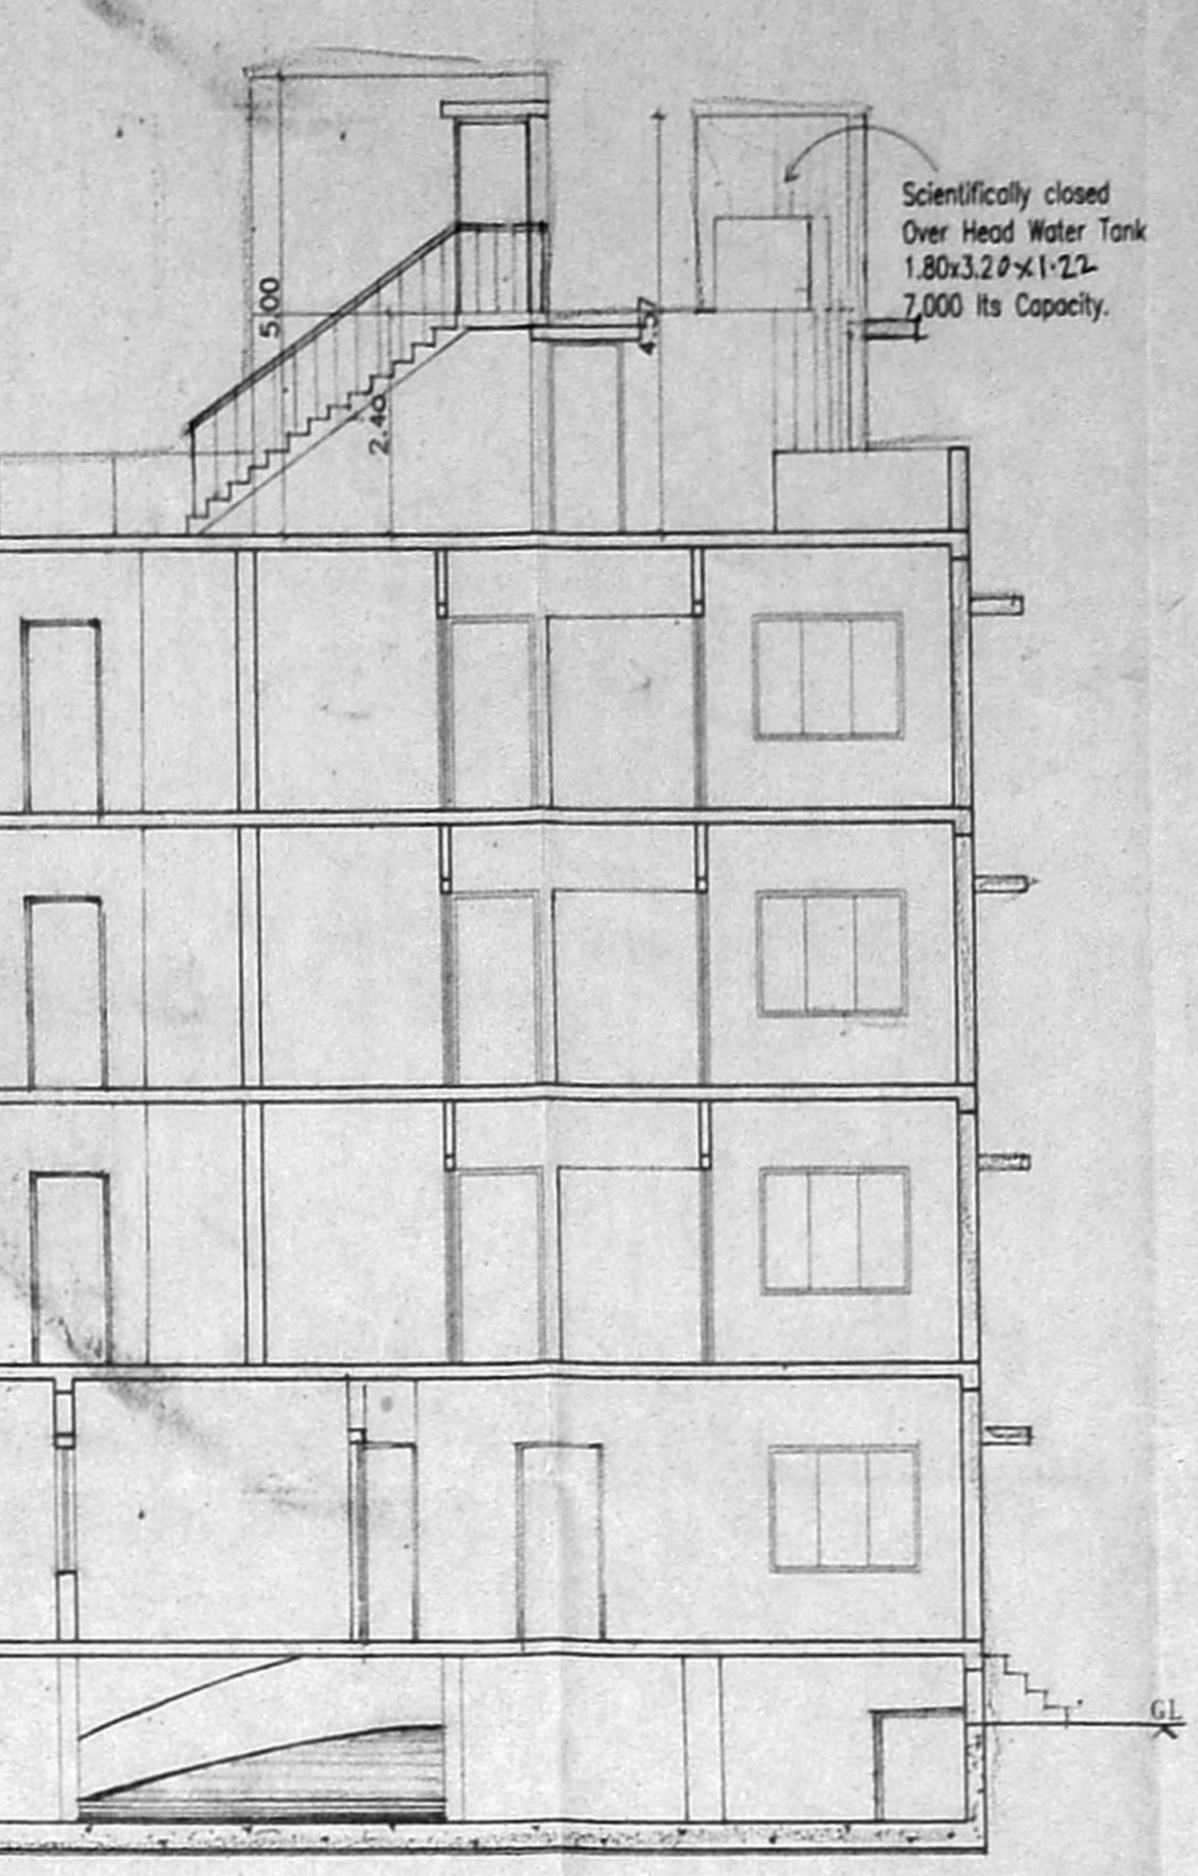 5.00
2.40
4.57
Scientifically closed
Over Head Water Tank
1.80x3.20x1.22
7,000 lts Capacity.
GL